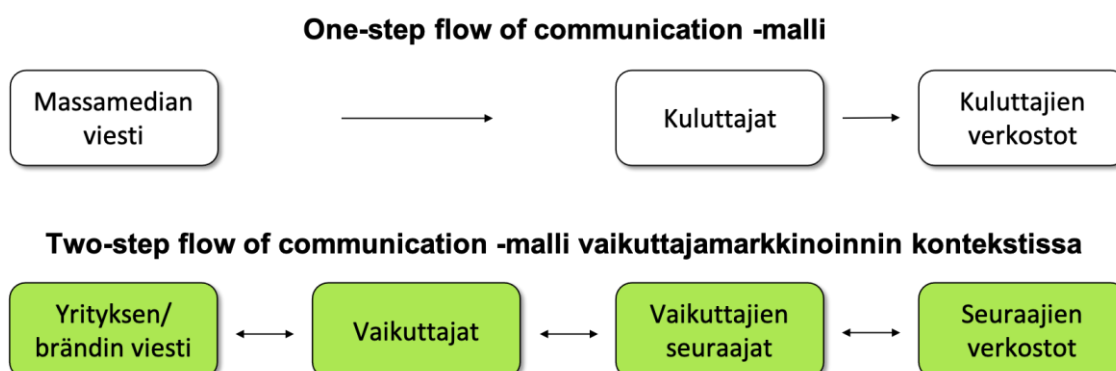 One-step flow of communication -malli
Massamedian
viesti
Kuluttajat
Kuluttajien
verkostot
Two-step flow of communication -malli vaikuttajamarkkinoinnin kontekstissa
Yrityksen/
brändin viesti
Vaikuttajat
Vaikuttajien
seuraajat
Seuraajien
verkostot